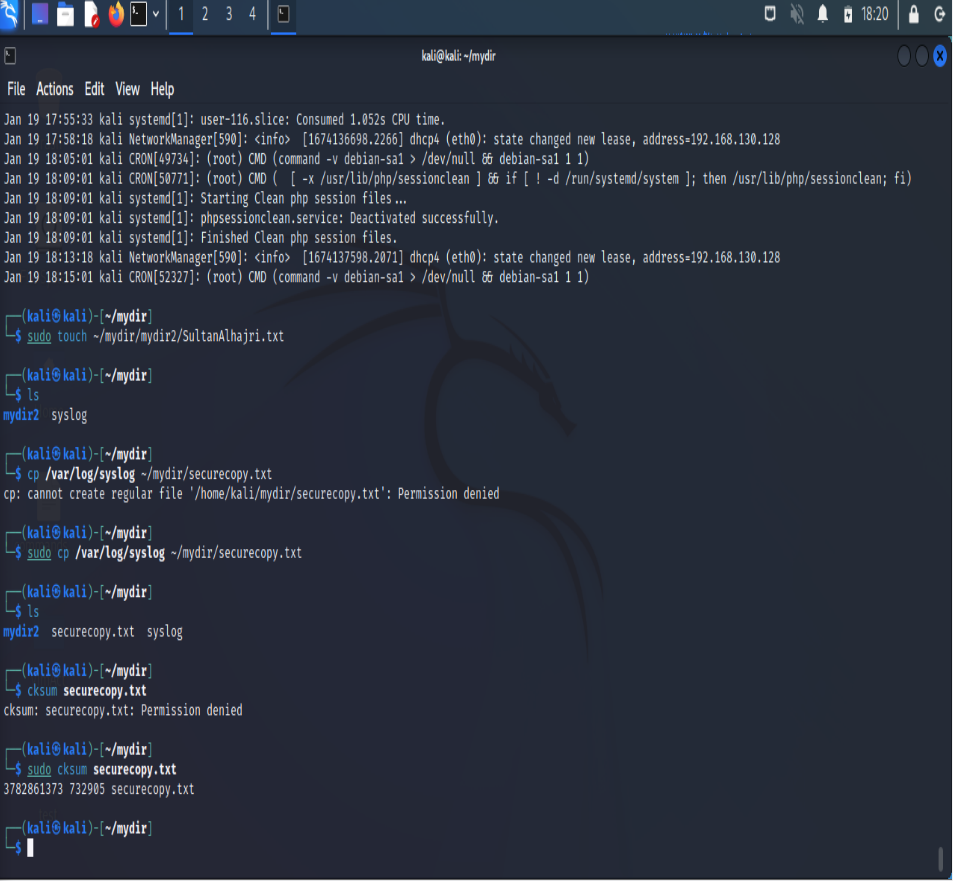 1 2 3 4 18:20
kali@kali: ~/mydir
File Actions Edit View Help
Jan 19 17:55:33 kali systemd[1]: user-116.slice: Consumed 1.052s CPU time.
Jan 19 17:58:18 kali NetworkManager[590]: <info>  [1674136698.2266] dhcp4 (eth0): state changed new lease, address=192.168.130.128
Jan 19 18:05:01 kali CRON[49734]: (root) CMD (command -v debian-sa1 > /dev/null && debian-sa1 1 1)
Jan 19 18:09:01 kali CRON[50771]: (root) CMD (  [ -x /usr/lib/php/sessionclean ] && if [ ! -d /run/systemd/system ]; then /usr/lib/php/sessionclean; fi)
Jan 19 18:09:01 kali systemd[1]: Starting Clean php session files...
Jan 19 18:09:01 kali systemd[1]: phpsessionclean.service: Deactivated successfully.
Jan 19 18:09:01 kali systemd[1]: Finished Clean php session files.
Jan 19 18:13:18 kali NetworkManager[590]: <info>  [1674137598.2071] dhcp4 (eth0): state changed new lease, address=192.168.130.128
Jan 19 18:15:01 kali CRON[52327]: (root) CMD (command -v debian-sa1 > /dev/null && debian-sa1 1 1)
┌──(kali㉿kali)-[~/mydir]
└─$ sudo touch ~/mydir/mydir2/SultanAlhajri.txt
┌──(kali㉿kali)-[~/mydir]
└─$ ls
mydir2  syslog
┌──(kali㉿kali)-[~/mydir]
└─$ cp /var/log/syslog ~/mydir/securecopy.txt
cp: cannot create regular file '/home/kali/mydir/securecopy.txt': Permission denied
┌──(kali㉿kali)-[~/mydir]
└─$ sudo cp /var/log/syslog ~/mydir/securecopy.txt
┌──(kali㉿kali)-[~/mydir]
└─$ ls
mydir2  securecopy.txt  syslog
┌──(kali㉿kali)-[~/mydir]
└─$ cksum securecopy.txt
cksum: securecopy.txt: Permission denied
┌──(kali㉿kali)-[~/mydir]
└─$ sudo cksum securecopy.txt
3782861373 732905 securecopy.txt
┌──(kali㉿kali)-[~/mydir]
└─$